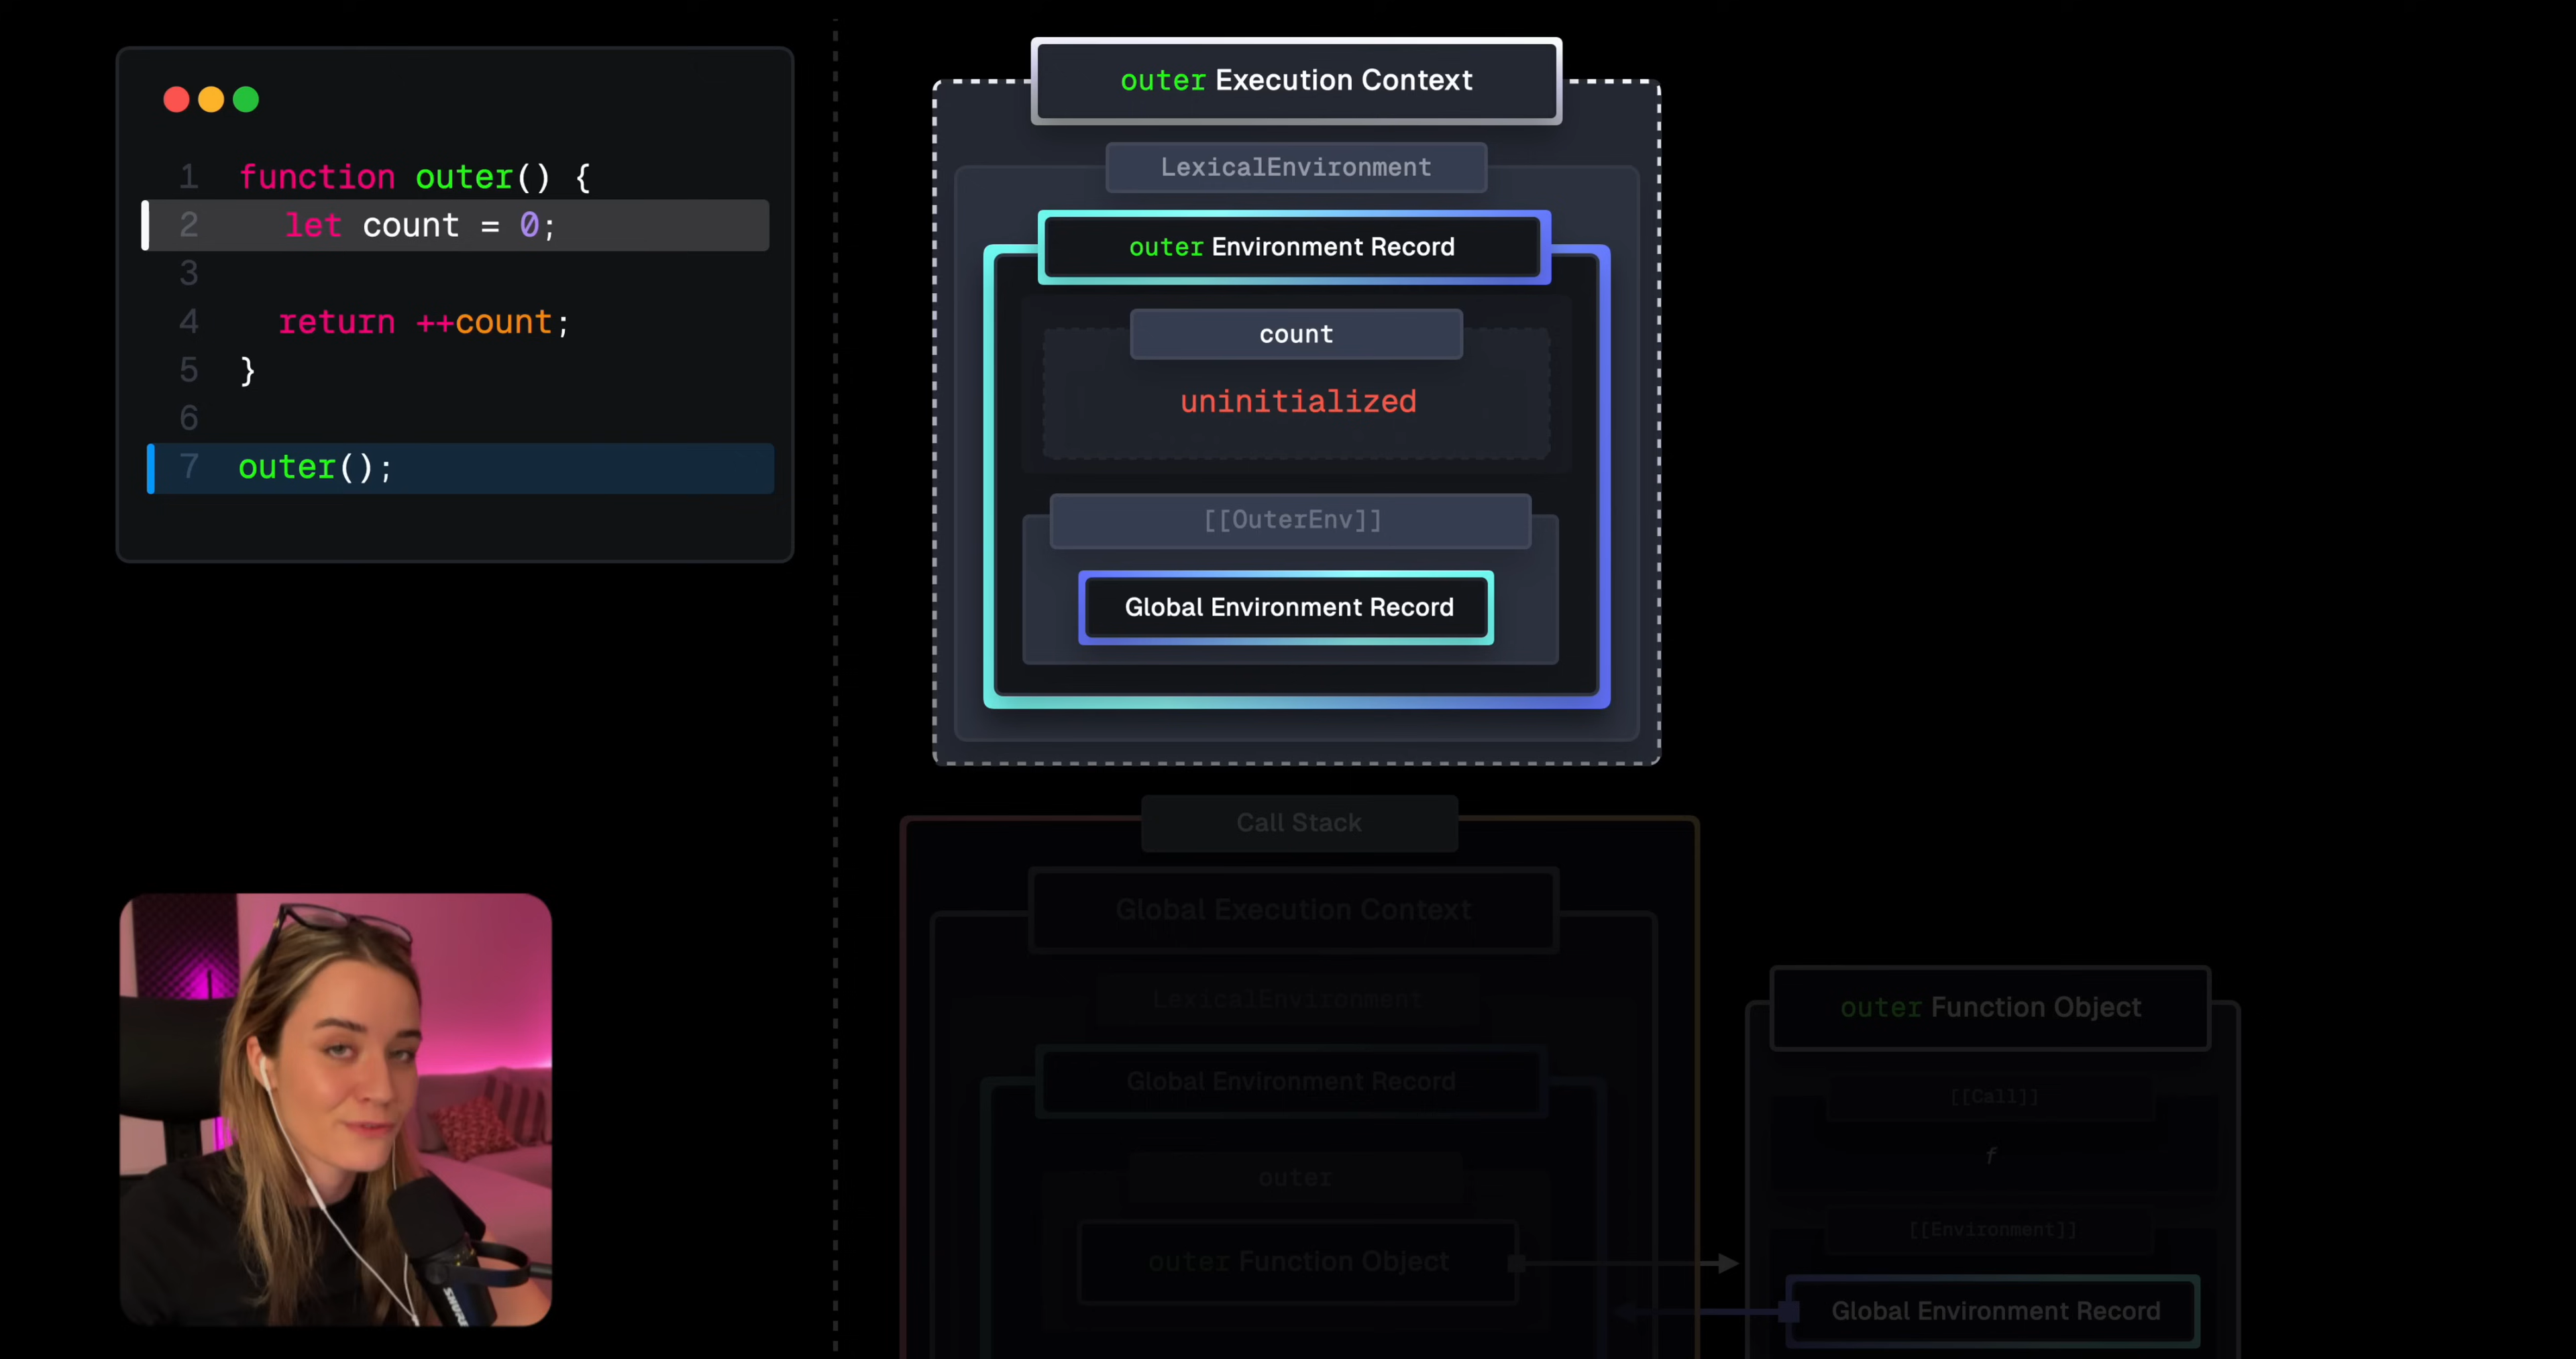 1 function outer() {
2 let count = 0;
3
4 return ++count;
5 }
6
7 outer();
outer Execution Context
LexicalEnvironment
outer Environment Record
count
uninitialized
[[OuterEnv]]
Global Environment Record
Call Stack
Global Execution Context
LexicalEnvironment
Global Environment Record
outer
outer Function Object
outer Function Object
[[Call]]
f
[[Environment]]
Global Environment Record
SHURE